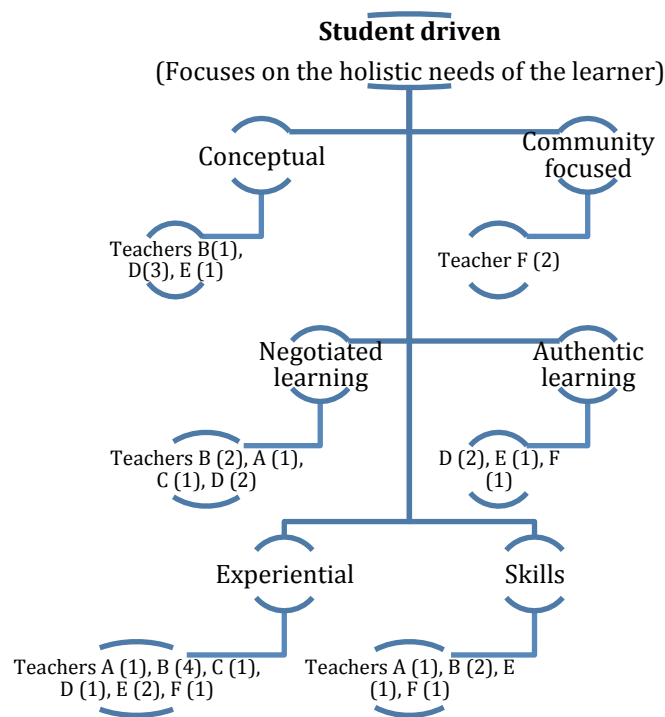 Student driven
(Focuses on the holistic needs of the learner)
Conceptual
Community
focused
Teachers B(1),
D(3), E (1)
Teacher F (2)
Negotiated
learning
Authentic
learning
Teachers B (2), A (1),
C (1), D (2)
D (2), E (1), F
(1)
Experiential
Skills
Teachers A (1), B (4), C (1),
D (1), E (2), F (1)
Teachers A (1), B (2), E
(1), F (1)